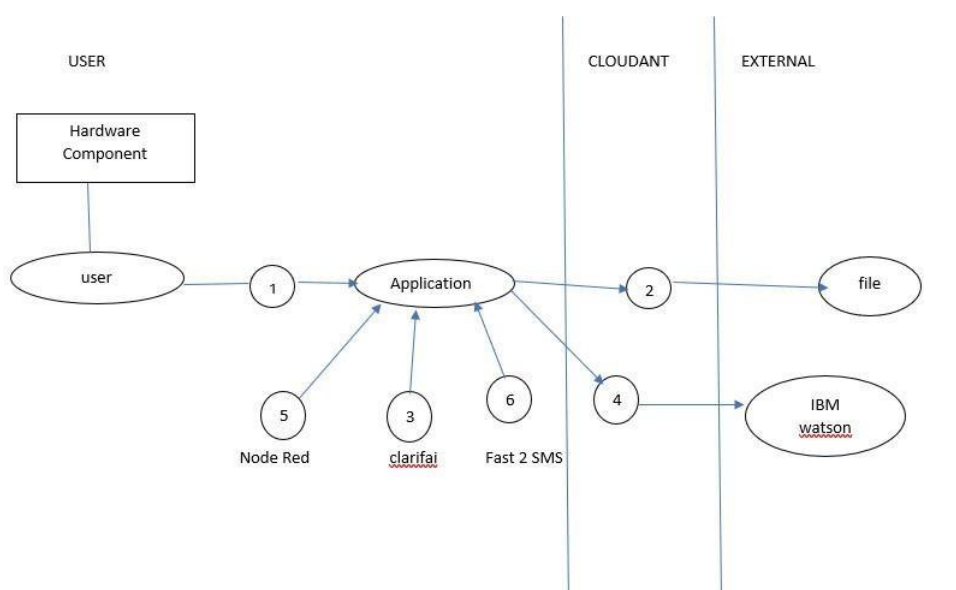 USER
CLOUDANT
EXTERNAL
Hardware
Component
user
1
Application
2
file
5
3
6
4
IBM
watson
Node Red
clarifai
Fast 2 SMS